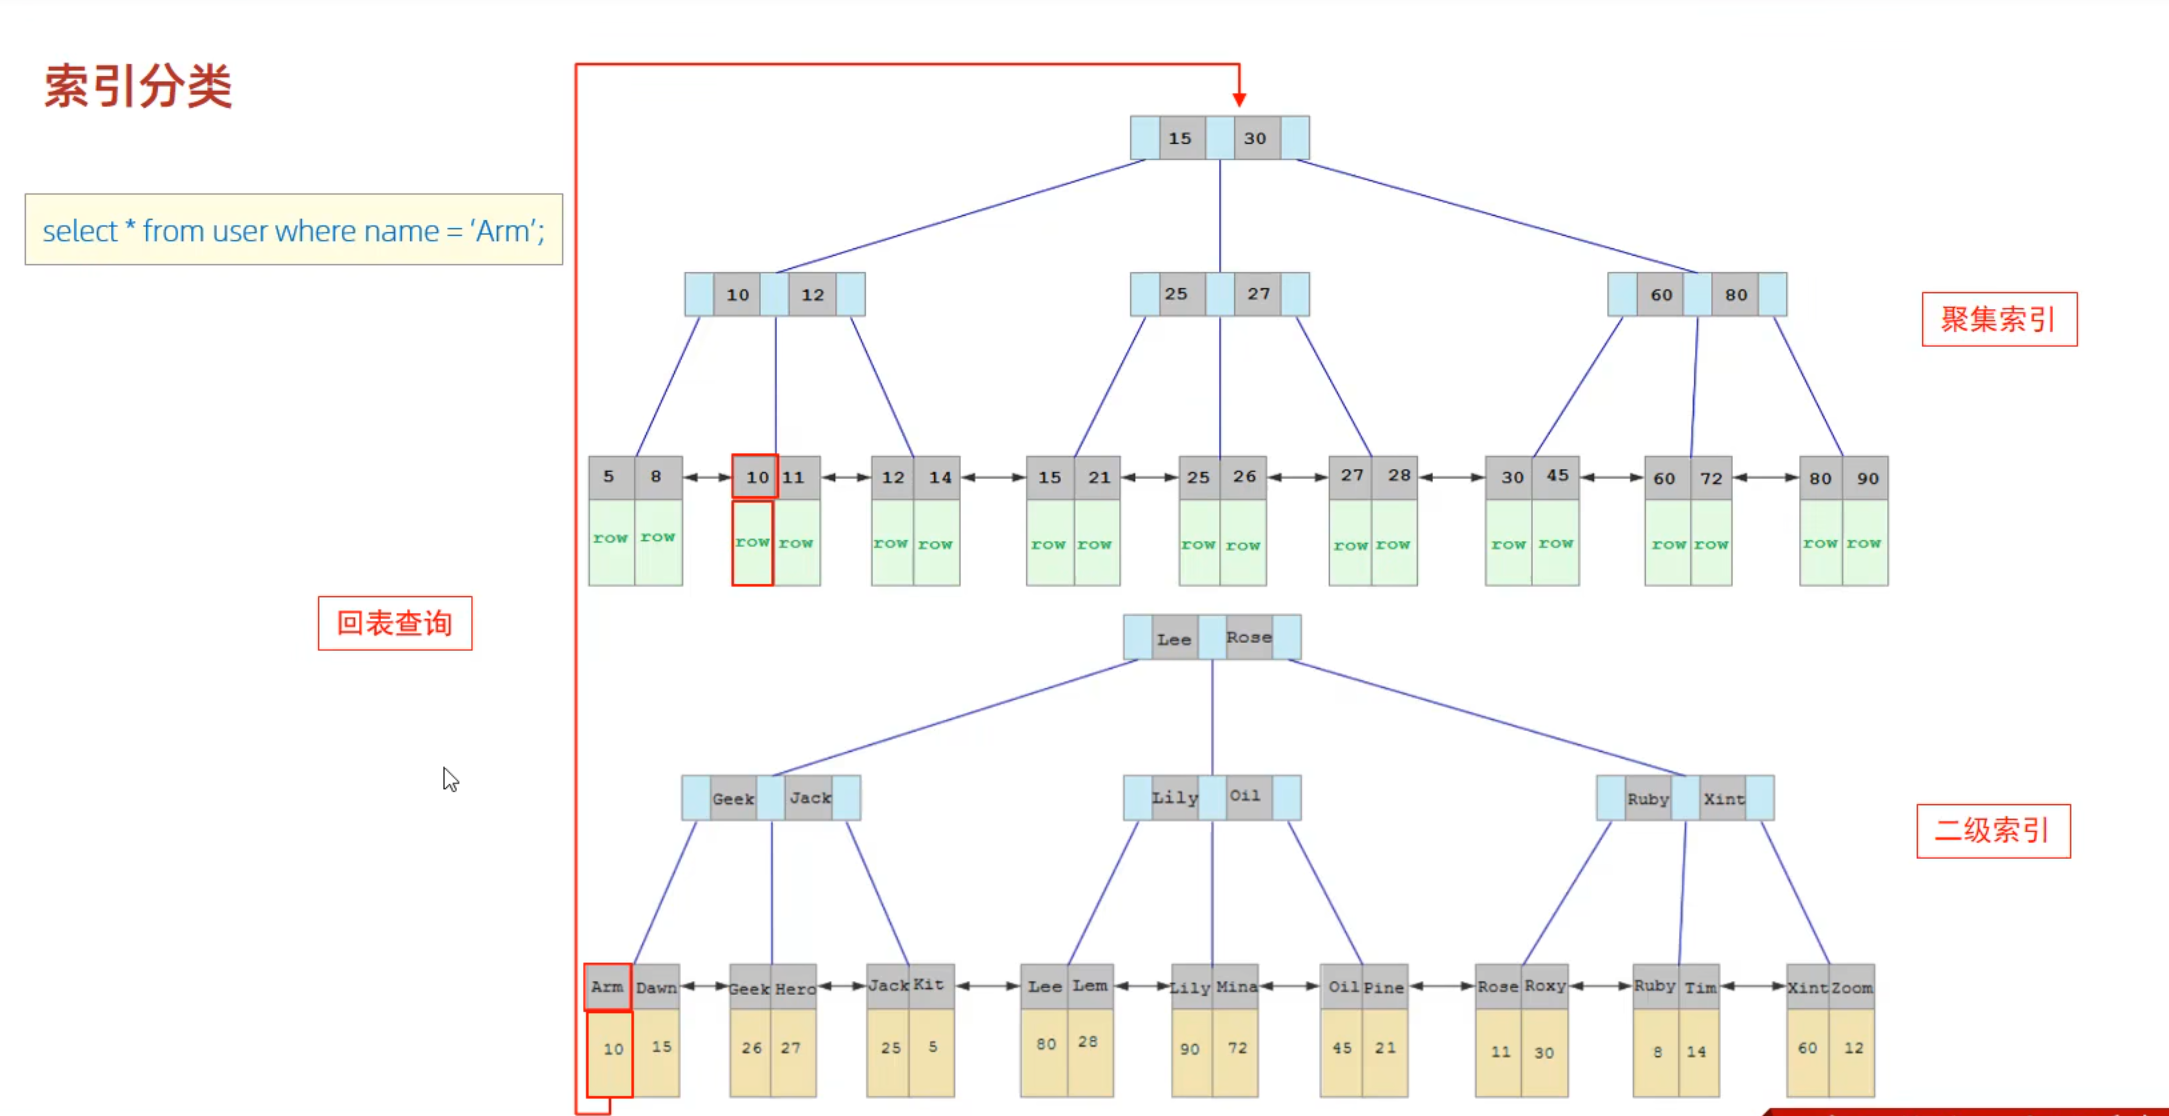 索引分类
select * from user where name = 'Arm';
15 30
10 12 25 27 60 80
聚集索引
5 8 10 11 12 14 15 21 25 26 27 28 30 45 60 72 80 90
row row row row row row row row row row row row row row row row row row
回表查询
Lee Rose
Geek Jack Lily Oil Ruby Xint
二级索引
Arm Dawn Geek Hero Jack Kit Lee Lem Lily Mina Oil Pine Rose Roxy Ruby Tim Xint Zoom
10 15 26 27 25 5 80 28 90 72 45 21 11 30 8 14 60 12